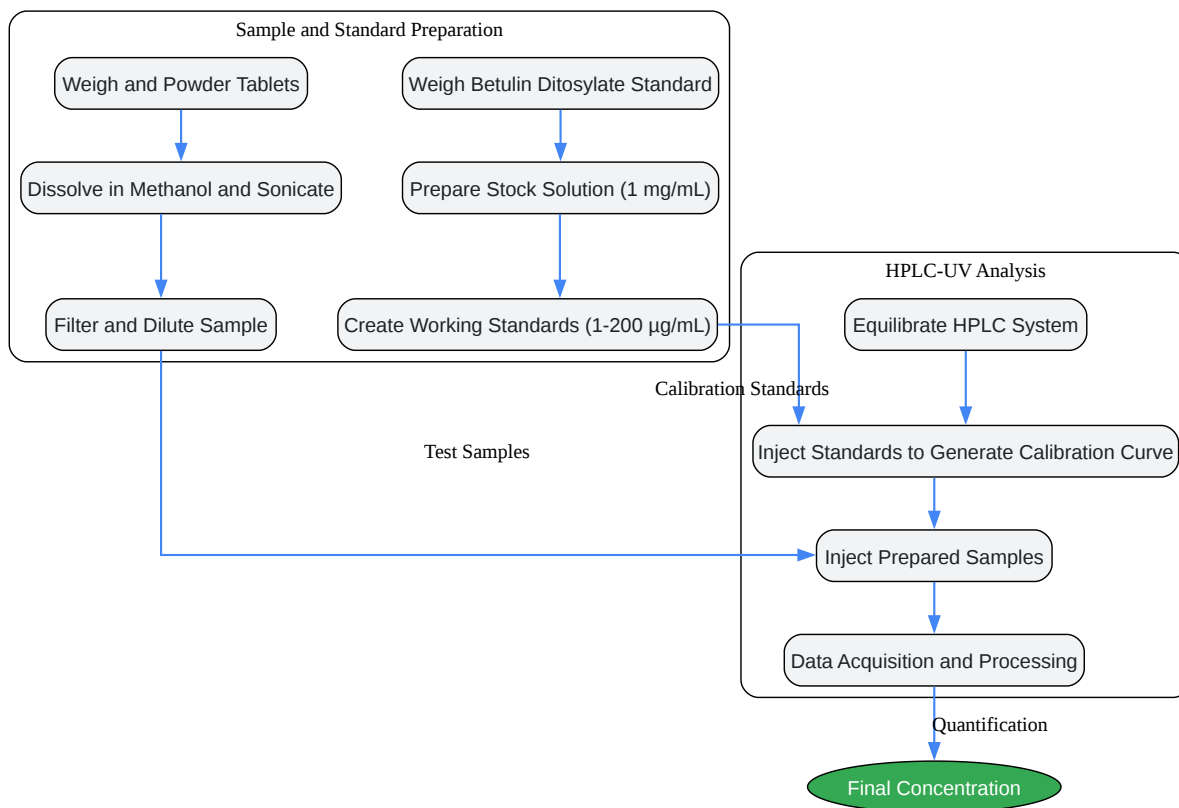 Sample and Standard Preparation
Weigh and Powder Tablets
Weigh Betulin Ditosylate Standard
Dissolve in Methanol and Sonicate
Prepare Stock Solution (1 mg/mL)
Filter and Dilute Sample
Create Working Standards (1-200 µg/mL)
HPLC-UV Analysis
Equilibrate HPLC System
Calibration Standards
Inject Standards to Generate Calibration Curve
Test Samples
Inject Prepared Samples
Data Acquisition and Processing
Quantification
Final Concentration